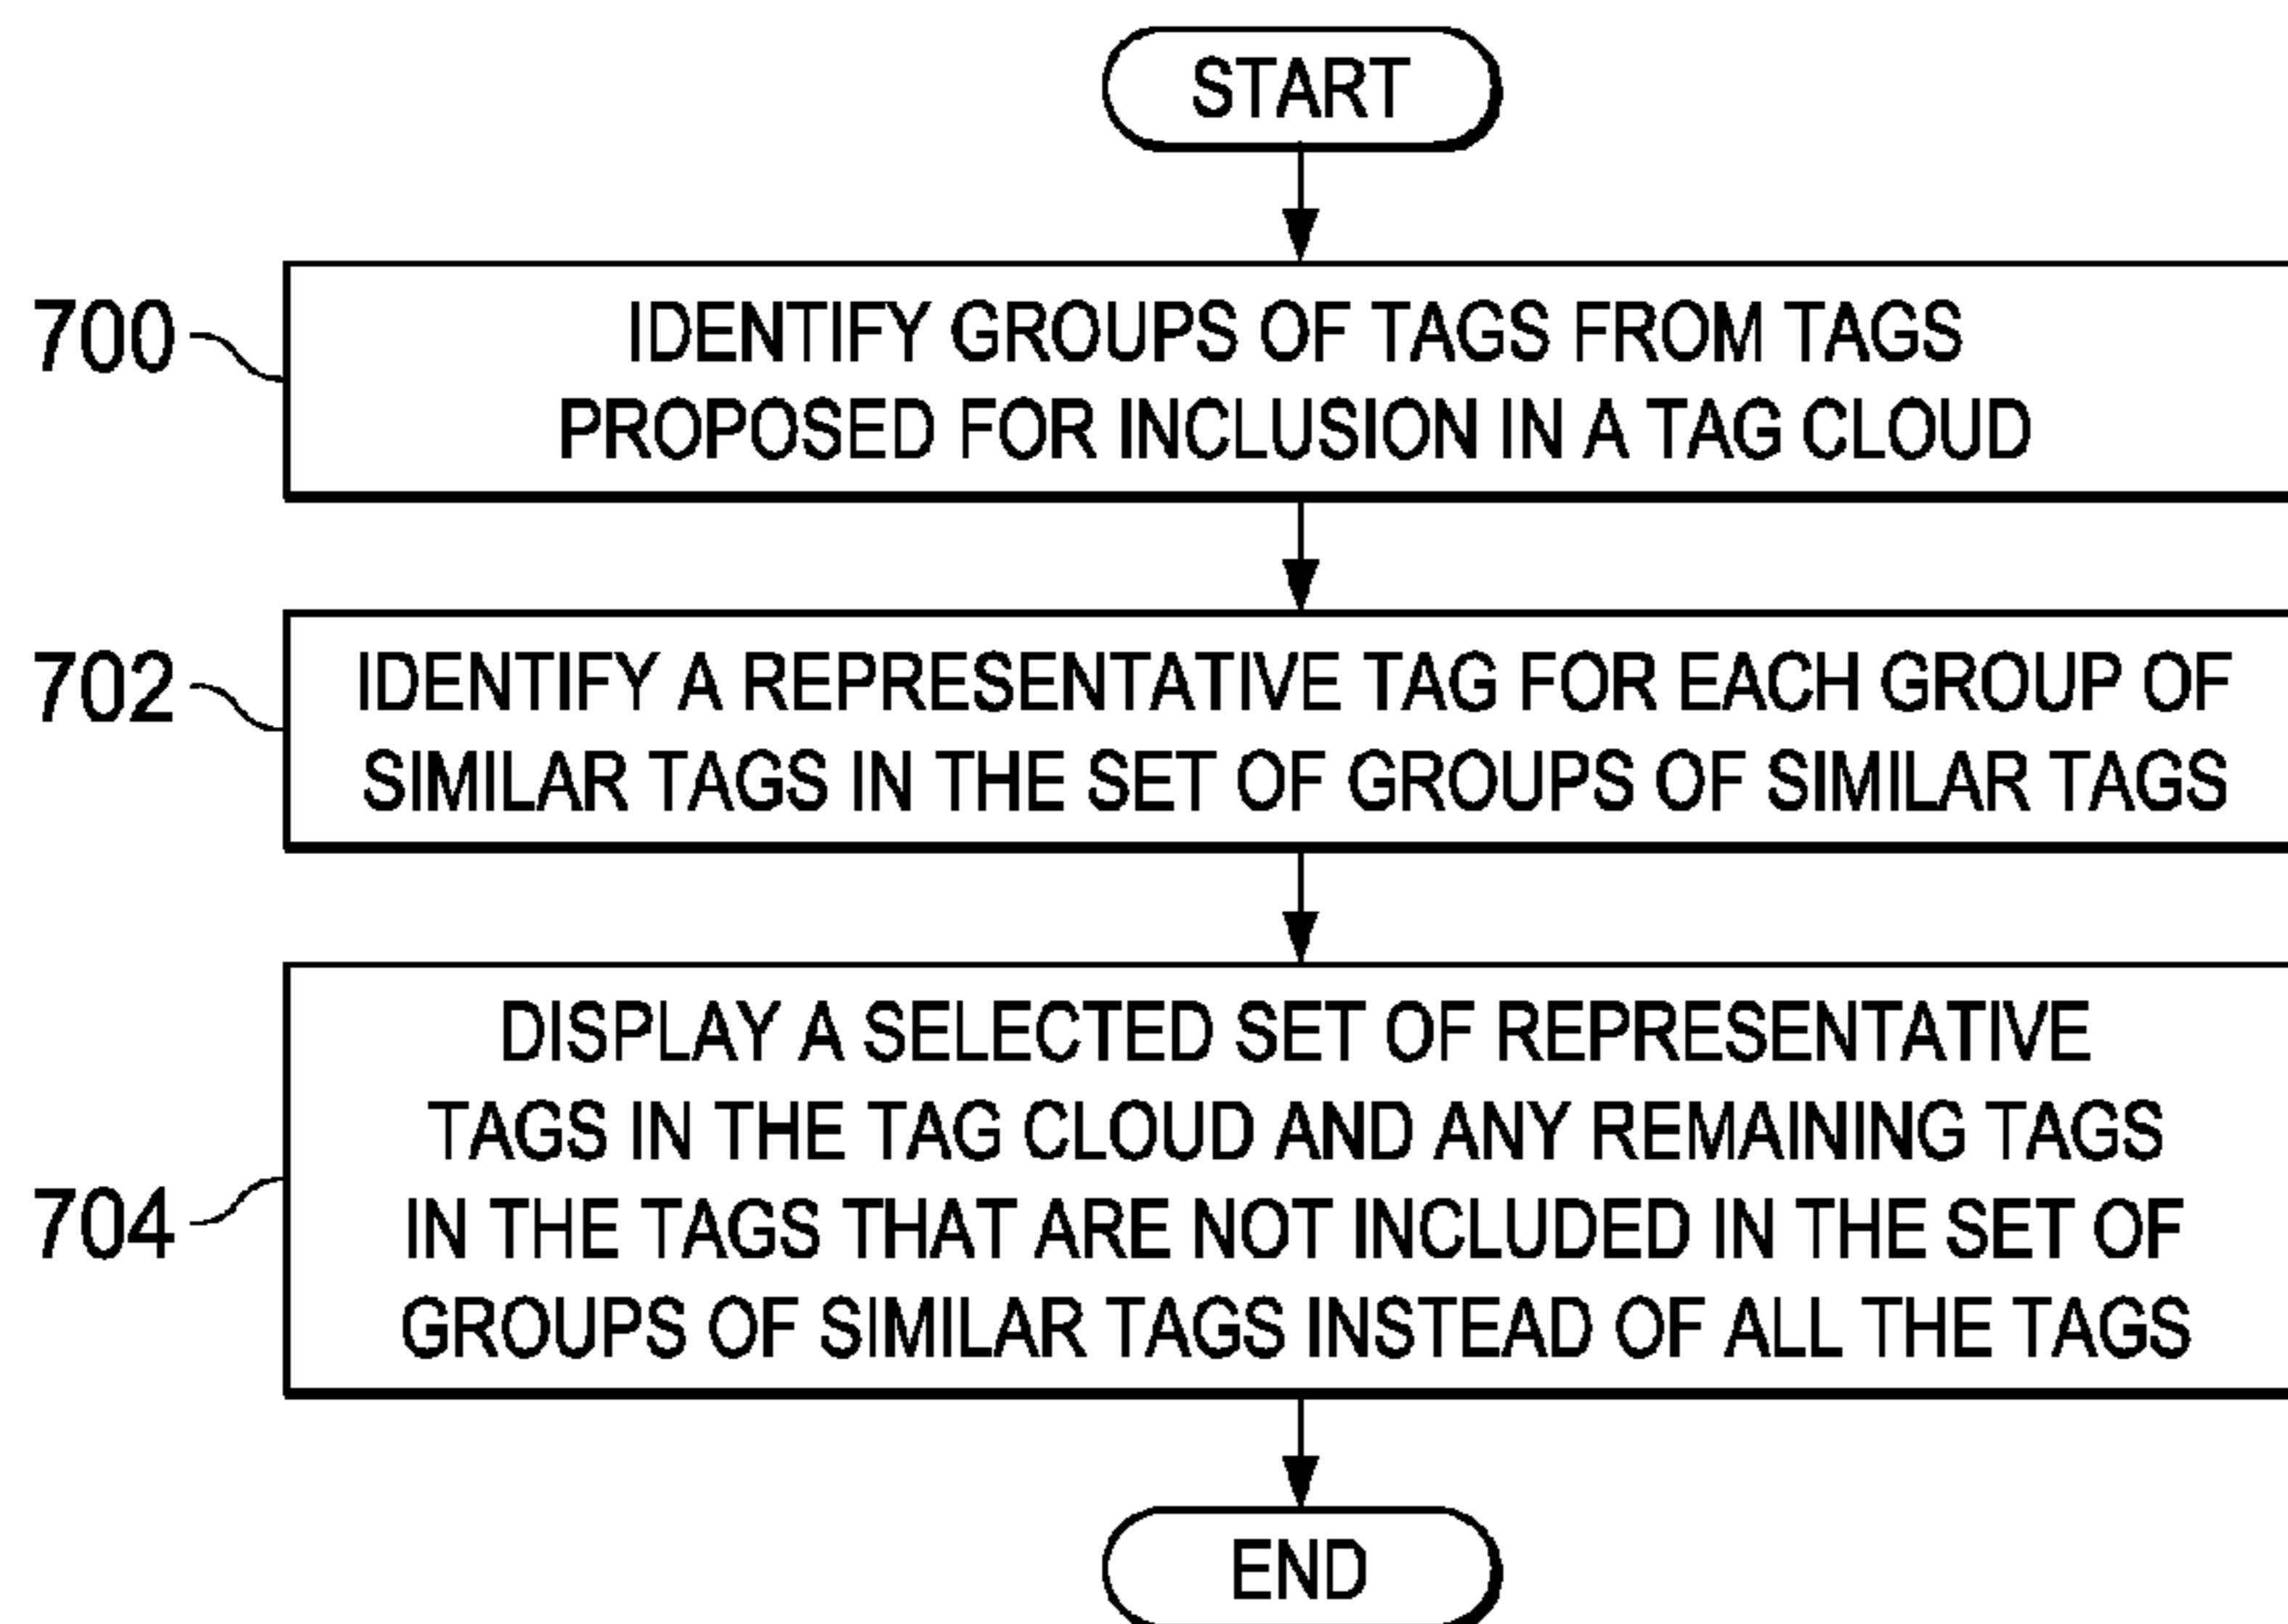 START
700
IDENTIFY GROUPS OF TAGS FROM TAGS
PROPOSED FOR INCLUSION IN A TAG CLOUD
702
IDENTIFY A REPRESENTATIVE TAG FOR EACH GROUP OF
SIMILAR TAGS IN THE SET OF GROUPS OF SIMILAR TAGS
704
DISPLAY A SELECTED SET OF REPRESENTATIVE
TAGS IN THE TAG CLOUD AND ANY REMAINING TAGS
IN THE TAGS THAT ARE NOT INCLUDED IN THE SET OF
GROUPS OF SIMILAR TAGS INSTEAD OF ALL THE TAGS
END